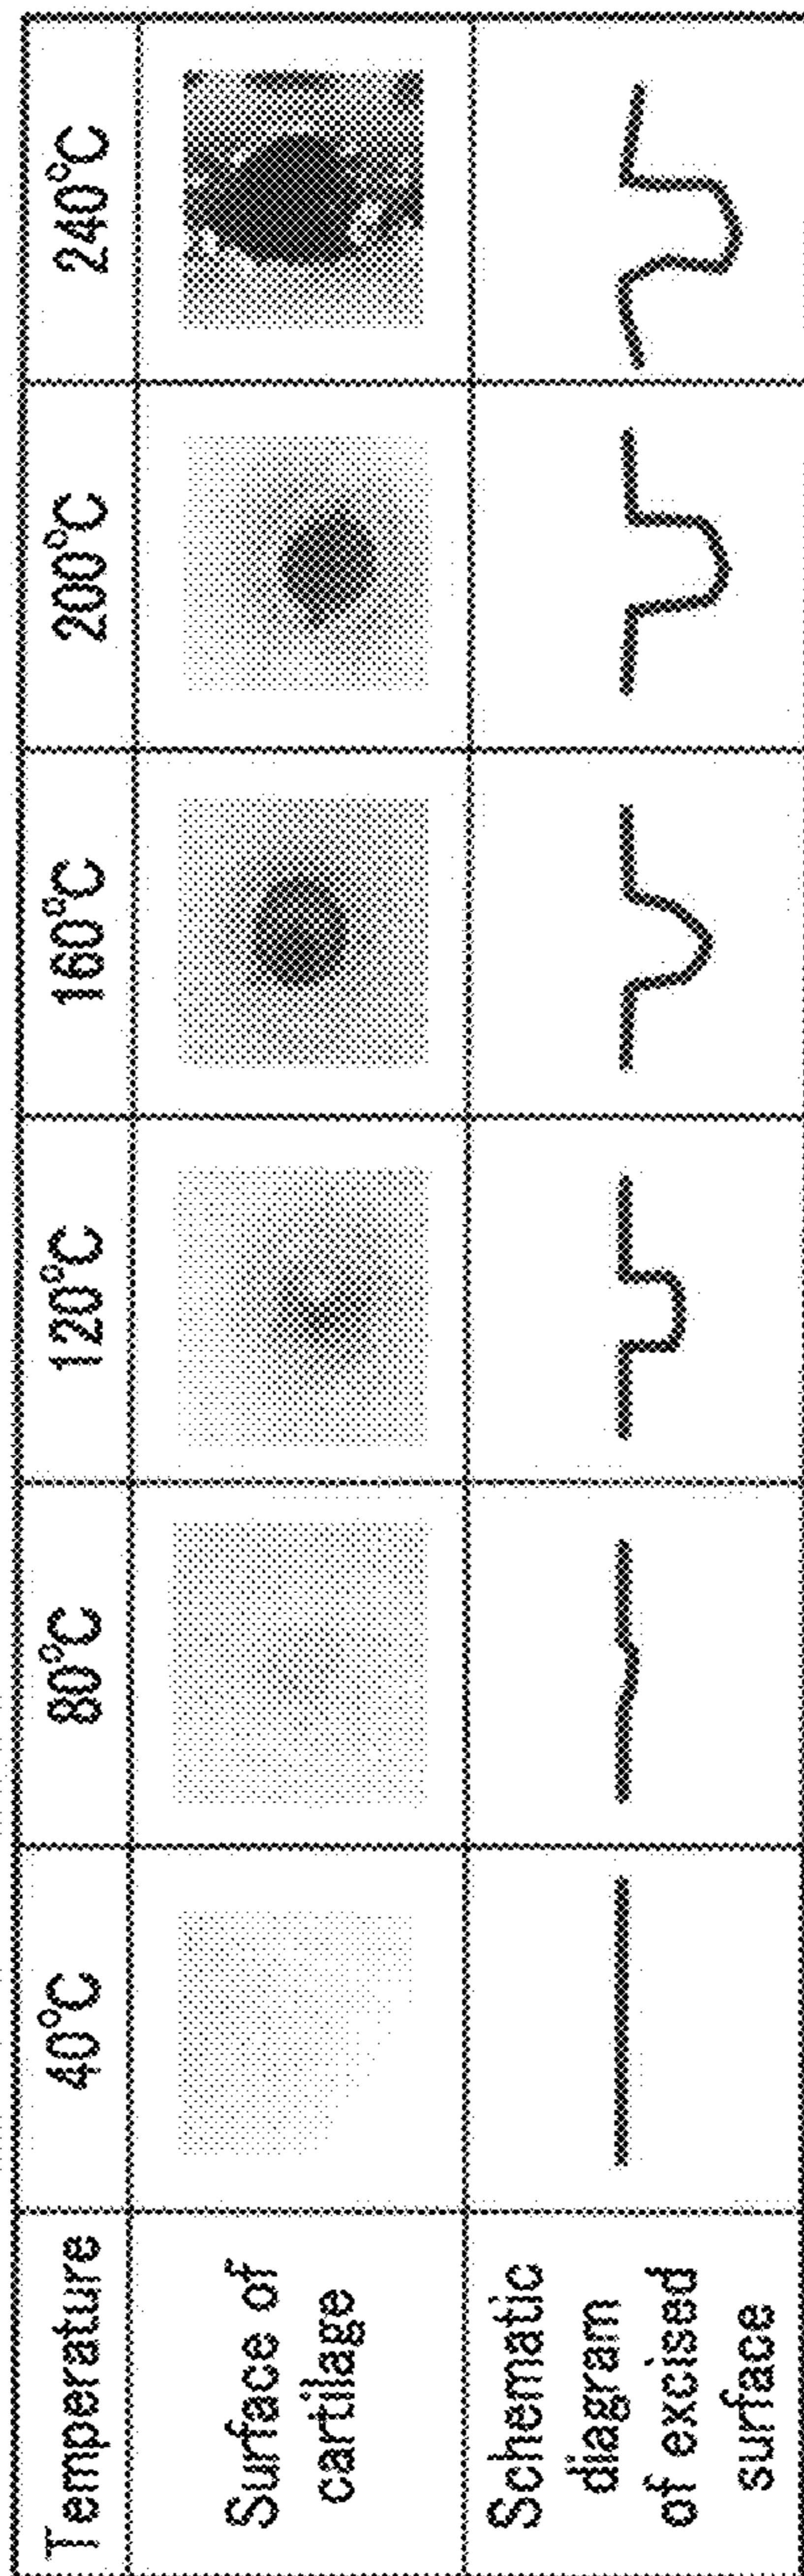 Temperature
40°C
80°C
120°C
160°C
200°C
240°C
Surface of
cartilage
Schematic
diagram
of excised
surface